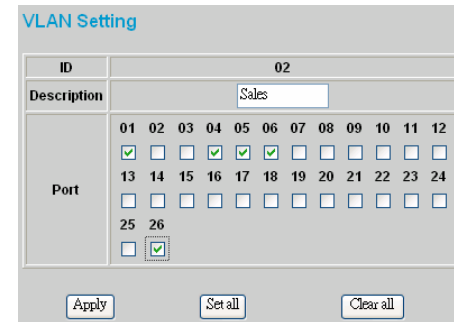 VLAN Setting
ID 02
Description Sales
01 02 03 04 05 06 07 08 09 10 11 12
13 14 15 16 17 18 19 20 21 22 23 24
Port
25 26
Apply Set all Clear all